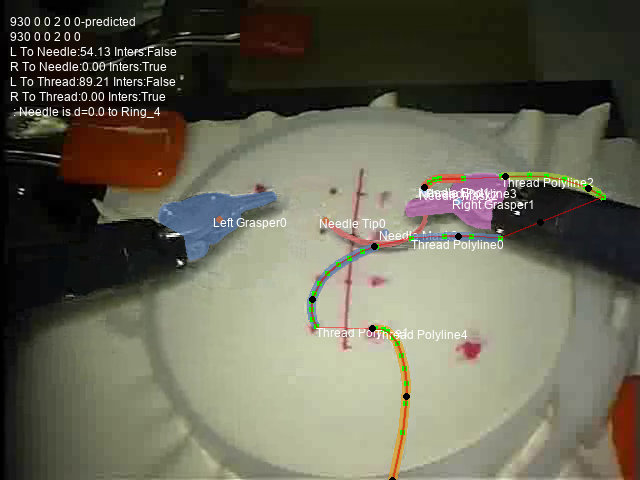 930 0 0 2 0 0-predicted
930 0 0 2 0 0
L To Needle:54.13 Inters:False
R To Needle:0.00 Inters:True
L To Thread:89.21 Inters:False
R To Thread:0.00 Inters:True
: Needle is d=0.0 to Ring_4
Thread Polyline2
Right Grasper1
Left Grasper0
Needle Tip0
Thread Polyline0
Thread Polyline4